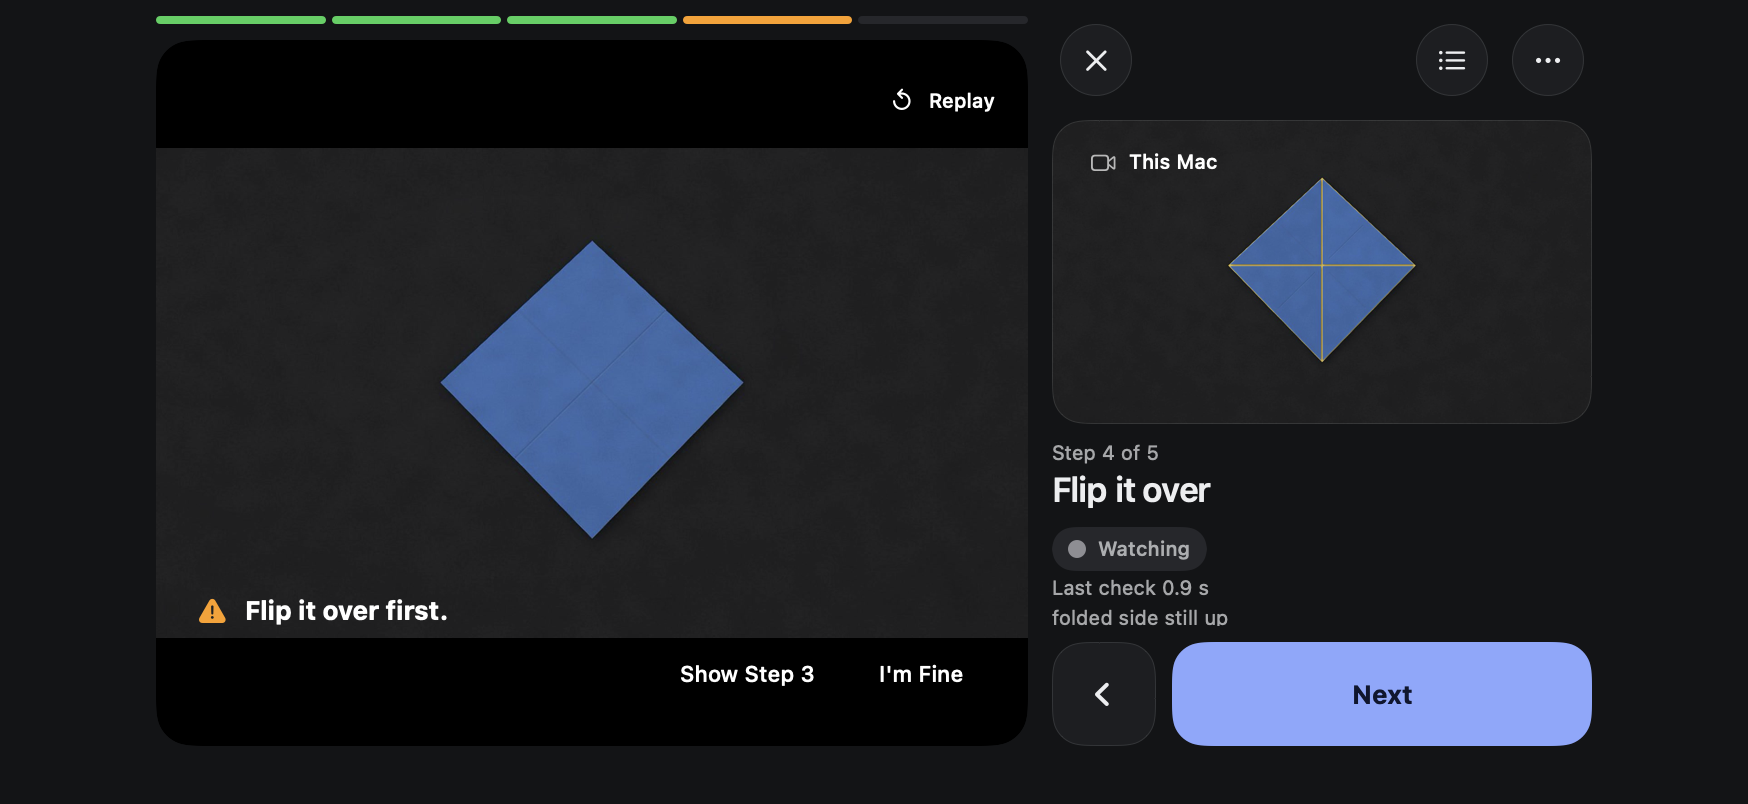 Replay
Flip it over first.
Show Step 3
I'm Fine
This Mac
Step 4 of 5
Flip it over
Watching
Last check 0.9 s
folded side still up
Next